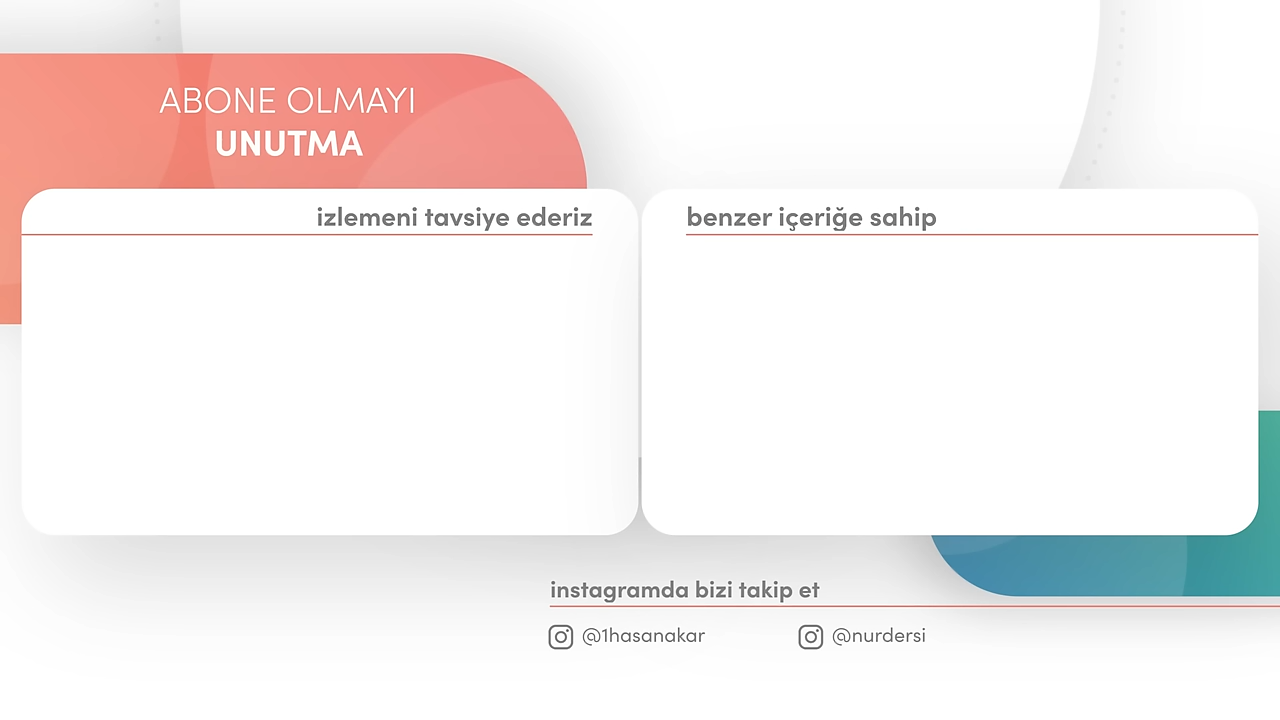 ABONE OLMAYI
UNUTMA
izlemeni tavsiye ederiz
benzer içeriğe sahip
instagramda bizi takip et
@1hasanakar
@nurdersi